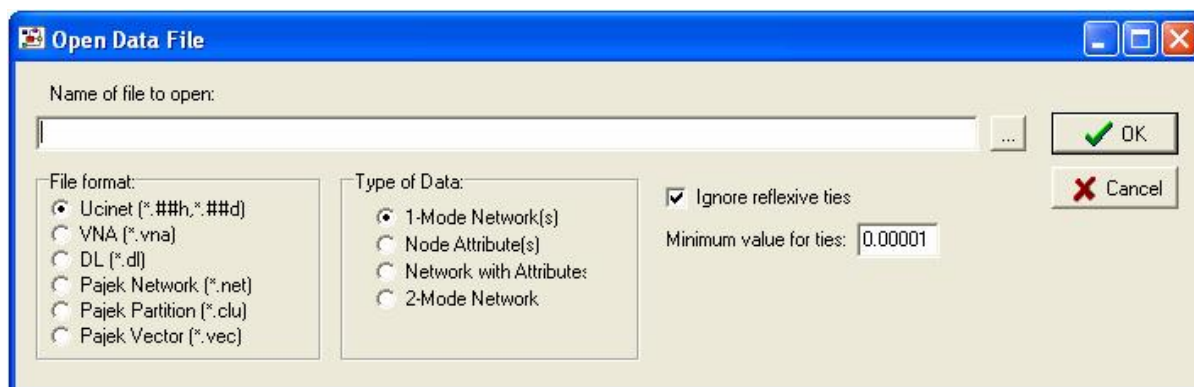 Open Data File
Name of file to open:
...
OK
Cancel
File format:
Ucinet (*.##h,*.##d)
VNA (*.vna)
DL (*.dl)
Pajek Network (*.net)
Pajek Partition (*.clu)
Pajek Vector (*.vec)
Type of Data:
1-Mode Network(s)
Node Attribute(s)
Network with Attributes
2-Mode Network
Ignore reflexive ties
Minimum value for ties: 0.00001